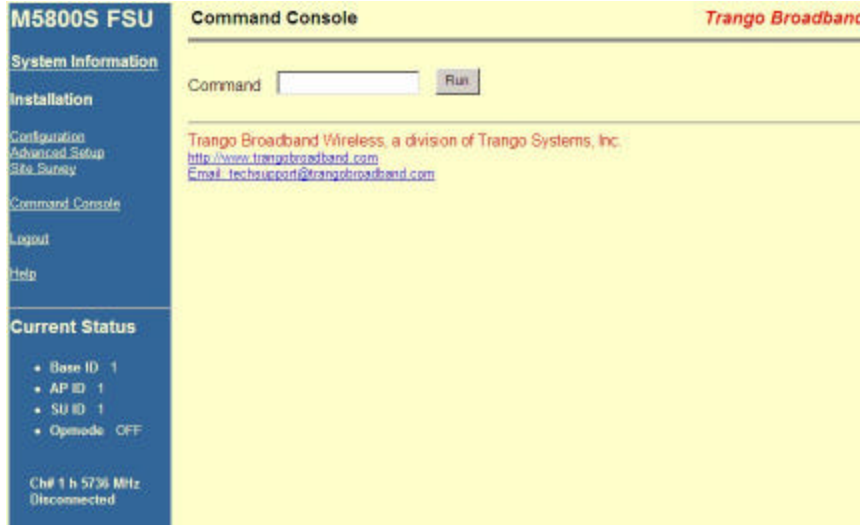 M5800S FSU
System Information
Installation
Configuration
Advanced Setup
Site Survey
Command Console
Logout
Help
Current Status
• Base ID 1
• AP ID 1
• SU ID 1
• Opmode OFF
Ch# 1 h 5736 MHz
Disconnected
Command Console
Trango Broadband
Command
Run
Trango Broadband Wireless, a division of Trango Systems, Inc.
http://www.trangobroadband.com
Email: techsupport@trangobroadband.com